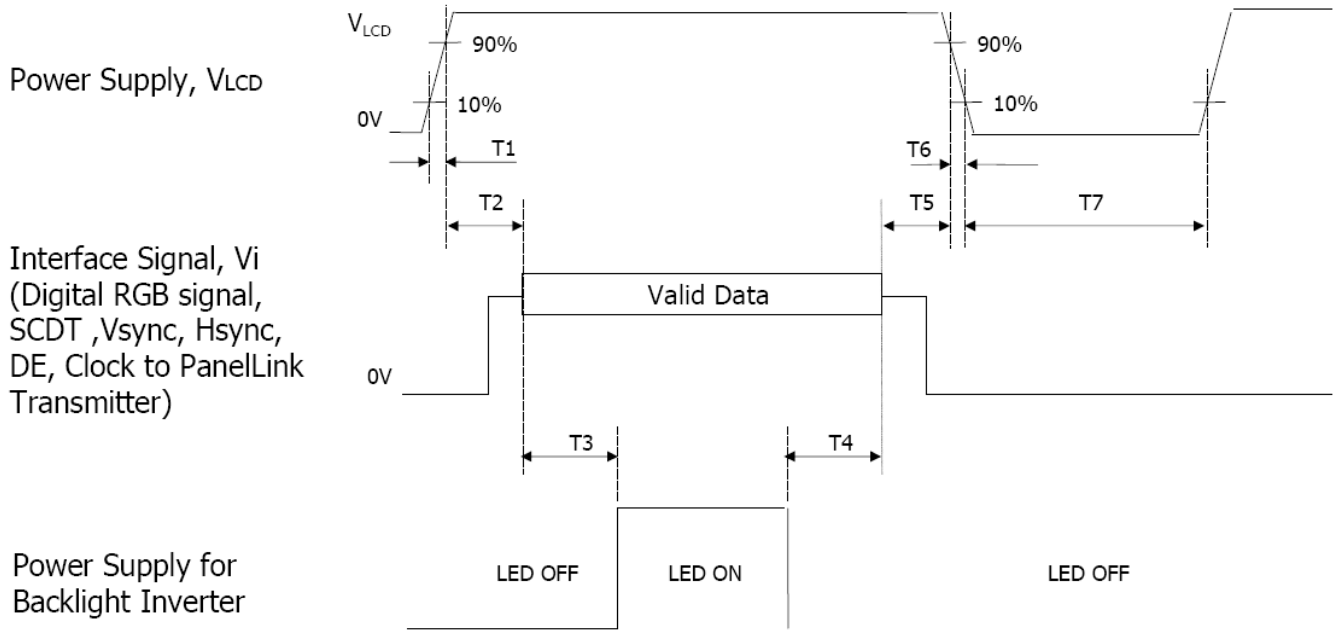 VLCD
90%
90%
Power Supply, VLCD
10%
10%
0V
T1
T6
T2
T5
T7
Interface Signal, Vi
(Digital RGB signal,
SCDT ,Vsync, Hsync,
DE, Clock to PanelLink
Transmitter)
Valid Data
0V
T3
T4
Power Supply for
Backlight Inverter
LED OFF
LED ON
LED OFF